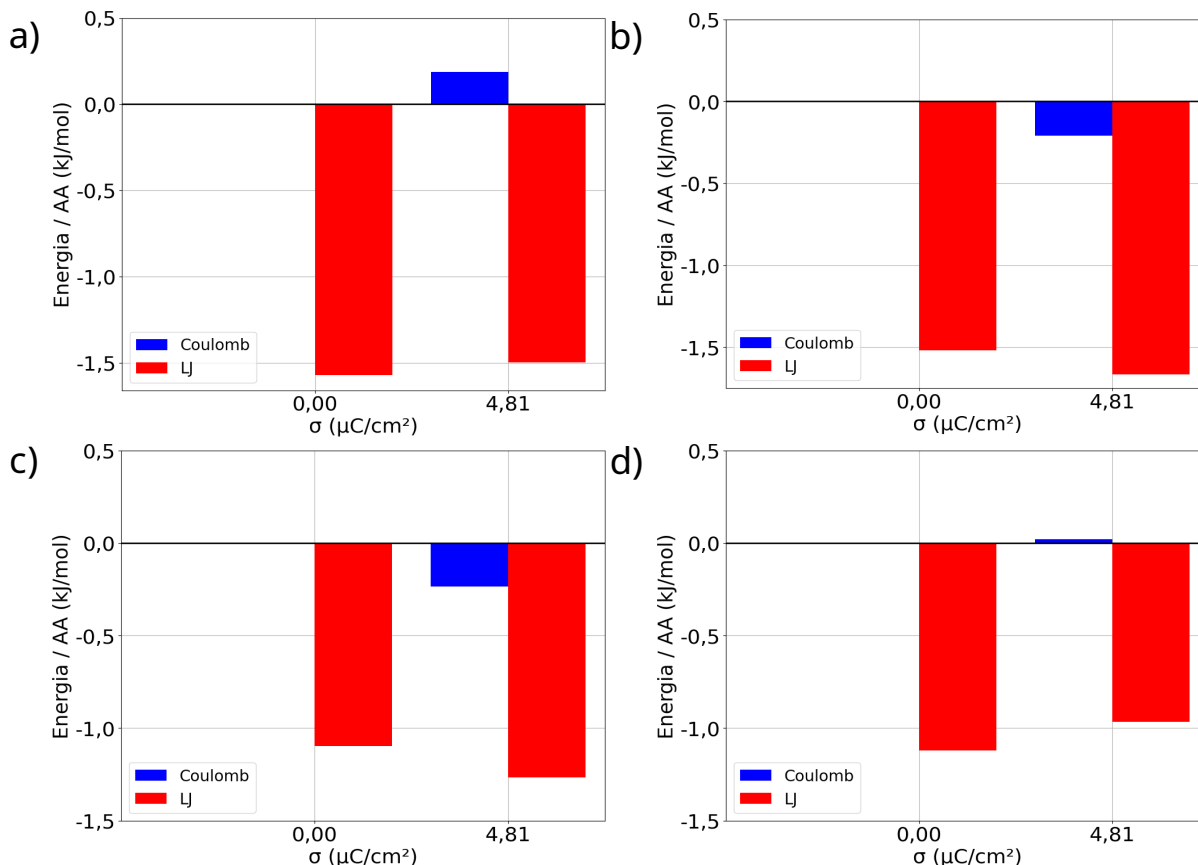 a)
0,5
0,0
-0,5
-1,0
-1,5
Energia / AA (kJ/mol)
Coulomb
LJ
0,00 4,81
σ (µC/cm²)
b)
0,5
0,0
-0,5
-1,0
-1,5
Energia / AA (kJ/mol)
Coulomb
LJ
0,00 4,81
σ (µC/cm²)
c)
0,5
0,0
-0,5
-1,0
-1,5
Energia / AA (kJ/mol)
Coulomb
LJ
0,00 4,81
σ (µC/cm²)
d)
0,5
0,0
-0,5
-1,0
-1,5
Energia / AA (kJ/mol)
Coulomb
LJ
0,00 4,81
σ (µC/cm²)